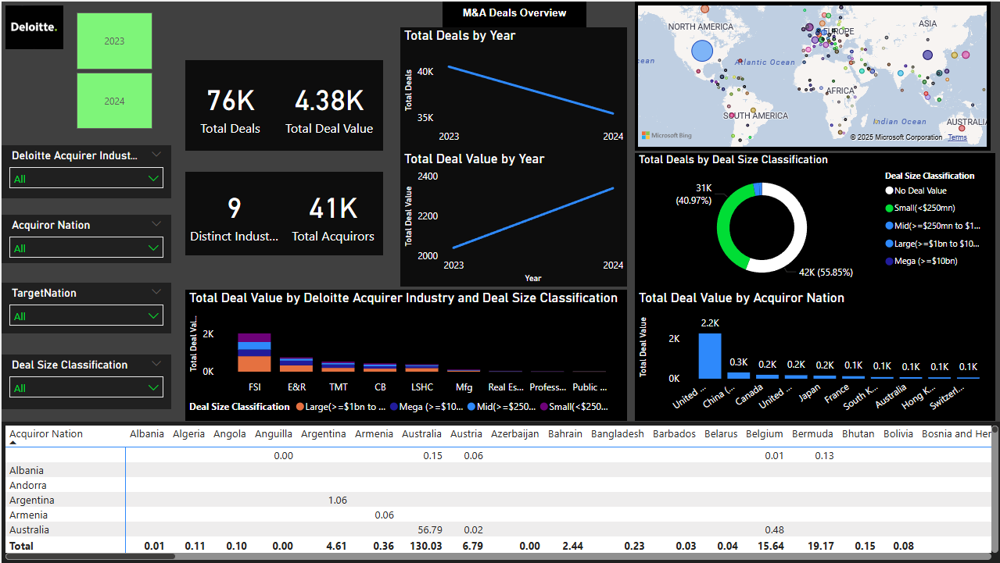 Deloitte.
2023
2024
M&A Deals Overview
76K
Total Deals
4.38K
Total Deal Value
9
Distinct Indust...
41K
Total Acquirors
Deloitte Acquirer Indust...
All
Acquiror Nation
All
TargetNation
All
Deal Size Classification
All
Total Deals by Year
Total Deals
40K
35K
2023 2024
Total Deal Value by Year
Total Deal Value
2400
2200
2000
2023 2024
Year
NORTH AMERICA
EUROPE
ASIA
ean
Atlantic Ocean
AFRICA
SOUTH AMERICA
Indian Ocean
AUSTRALIA
Microsoft Bing
© 2025 Microsoft Corporation Terms
Total Deals by Deal Size Classification
31K
(40.97%)
42K (55.85%)
Deal Size Classification
No Deal Value
Small(<$250mn)
Mid(>=$250mn to $1...
Large(>=$1bn to $10...
Mega (>=$10bn)
Total Deal Value by Deloitte Acquirer Industry and Deal Size Classification
Total Deal Val...
2K
0K
FSI E&R TMT CB LSHC Mfg Real Es... Profess... Public ...
Deal Size Classification Large(>=$1bn to ... Mega (>=$10... Mid(>=$250... Small(<$250...
Total Deal Value by Acquiror Nation
Total Deal Value
2K
0K
2.2K 0.3K 0.2K 0.2K 0.2K 0.1K 0.1K 0.1K 0.1K 0.1K
United ... China (... Canada United ... Japan France South K... Australia Hong K... Switzerl...
Acquiror Nation Albania Algeria Angola Anguilla Argentina Armenia Australia Austria Azerbaijan Bahrain Bangladesh Barbados Belarus Belgium Bermuda Bhutan Bolivia Bosnia and Her
0.00 0.15 0.06 0.01 0.13
Albania
Andorra
Argentina 1.06
Armenia 0.06
Australia 56.79 0.02 0.48
Total 0.01 0.11 0.10 0.00 4.61 0.36 130.03 6.79 0.00 2.44 0.23 0.03 0.04 15.64 19.17 0.15 0.08